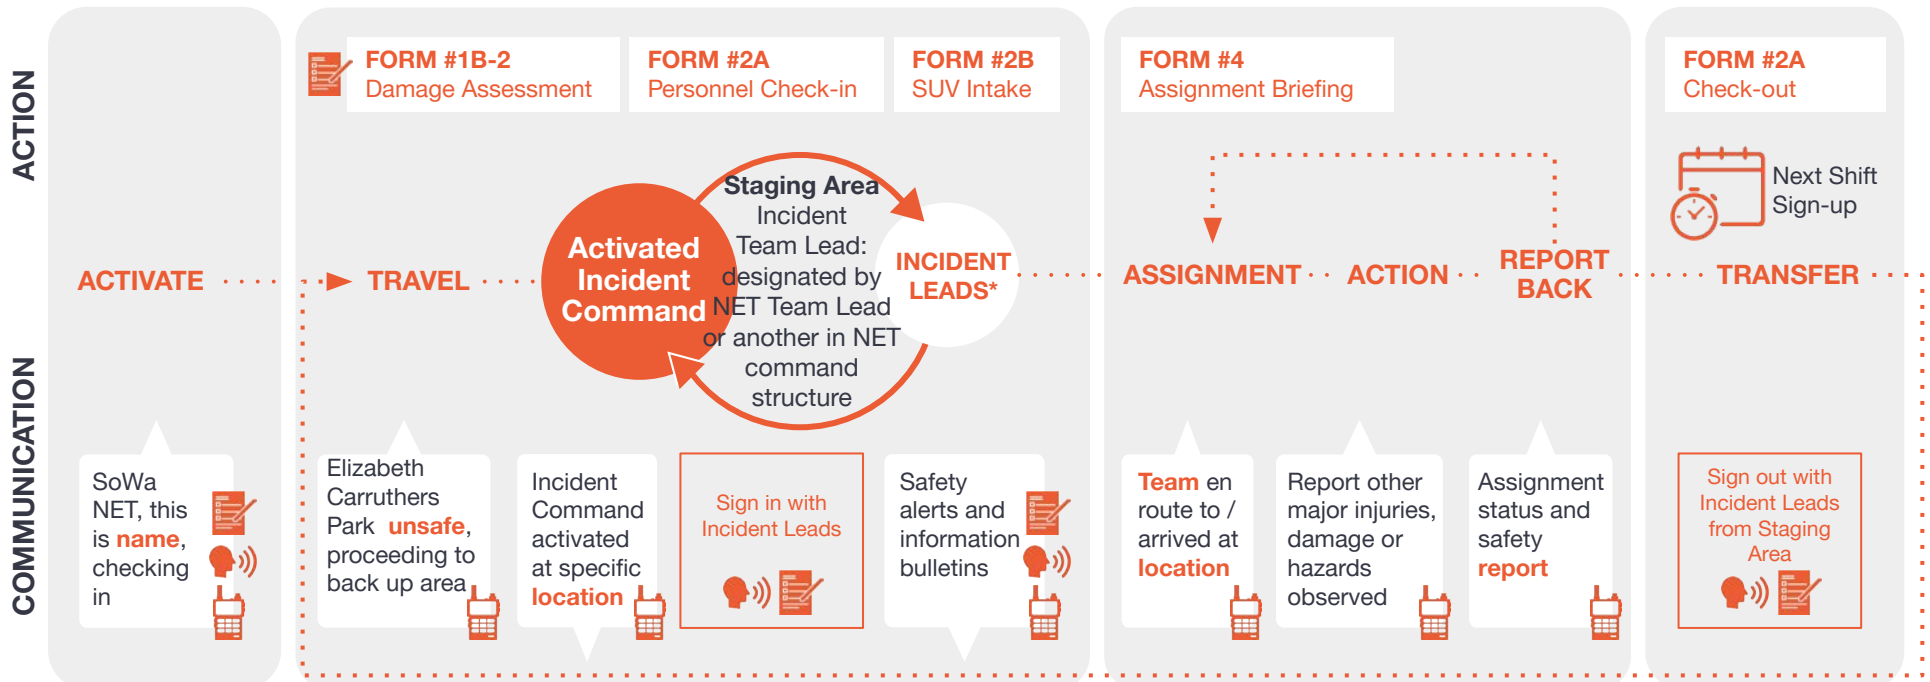 ACTION
FORM #1B-2
Damage Assessment
FORM #2A
Personnel Check-in
FORM #2B
SUV Intake
FORM #4
Assignment Briefing
FORM #2A
Check-out
Next Shift
Sign-up
ACTIVATE
TRAVEL
Activated
Incident
Command
Staging Area
Incident
Team Lead:
designated by
NET Team Lead
or another in NET
command
structure
INCIDENT
LEADS*
ASSIGNMENT
ACTION
REPORT
BACK
TRANSFER
COMMUNICATION
SoWa
NET, this
is name,
checking
in
Elizabeth
Carruthers
Park unsafe,
proceeding to
back up area
Incident
Command
activated
at specific
location
Sign in with
Incident Leads
Safety
alerts and
information
bulletins
Team en
route to /
arrived at
location
Report other
major injuries,
damage or
hazards
observed
Assignment
status and
safety
report
Sign out with
Incident Leads
from Staging
Area